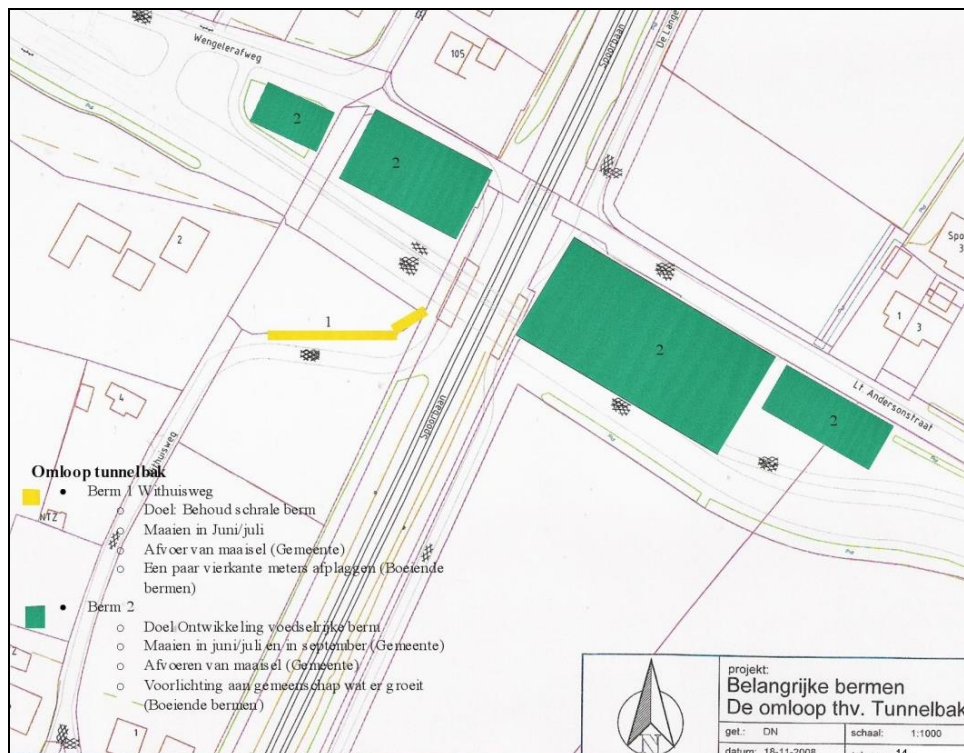 Wengelerafweg
105
Spoorbaan
2
2
2
1
2
1
3
2
4
Spoorbaan
Lt. Andersonstraat
2
Omloop tunnelbak
Berm 1 Withuisweg
Doel: Behoud schrale berm
Maaien in Juni/juli
Afvoer van maaisel (Gemeente)
Een paar vierkante meters afplaggen (Boeiende
bermen)
Berm 2
Doel:Ontwikkeling voedselrijke berm
Maaien in juni/juli en in september (Gemeente)
Afvoeren van maaisel (Gemeente)
Voorlichting aan gemeenschap wat er groeit
(Boeiende bermen)
1
N
projekt:
Belangrijke bermen
De omloop thv. Tunnelbak
get.: DN
schaal: 1:1000
datum: 18-11-2008
14